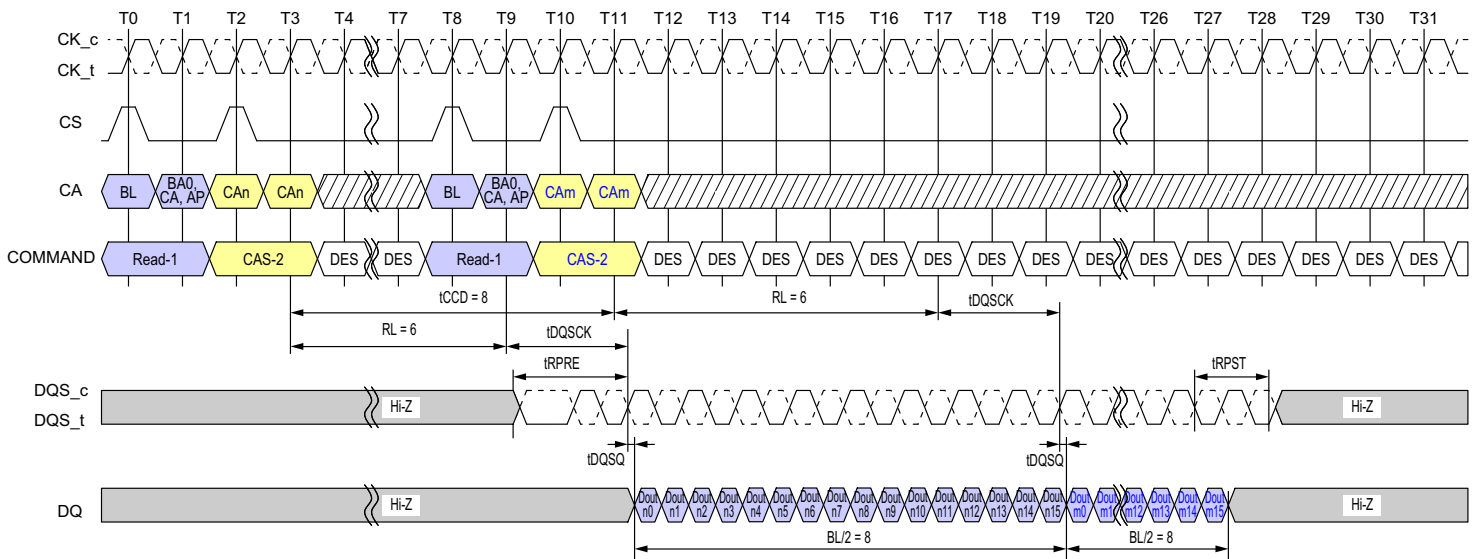 T0 T1 T2 T3 T4 T7 T8 T9 T10 T11 T12 T13 T14 T15 T16 T17 T18 T19 T20 T26 T27 T28 T29 T30 T31
CK_c
CK_t
CS
CA BL BA0, CA, AP CAn CAn BL BA0, CA, AP CAm CAm
COMMAND Read-1 CAS-2 DES DES Read-1 CAS-2 DES DES DES DES DES DES DES DES DES DES DES DES DES DES DES
tCCD = 8 RL = 6 tDQSCK
RL = 6 tDQSCK
tRPRE tRPST
DQS_c
DQS_t
Hi-Z Hi-Z
tDQSQ tDQSQ
DQ Hi-Z Dout n0 Dout n1 Dout n2 Dout n3 Dout n4 Dout n5 Dout n6 Dout n7 Dout n8 Dout n9 Dout n10 Dout n11 Dout n12 Dout n13 Dout n14 Dout n15 Dout m0 Dout m1 Dout m12 Dout m13 Dout m14 Dout m15 Hi-Z
BL/2 = 8 BL/2 = 8